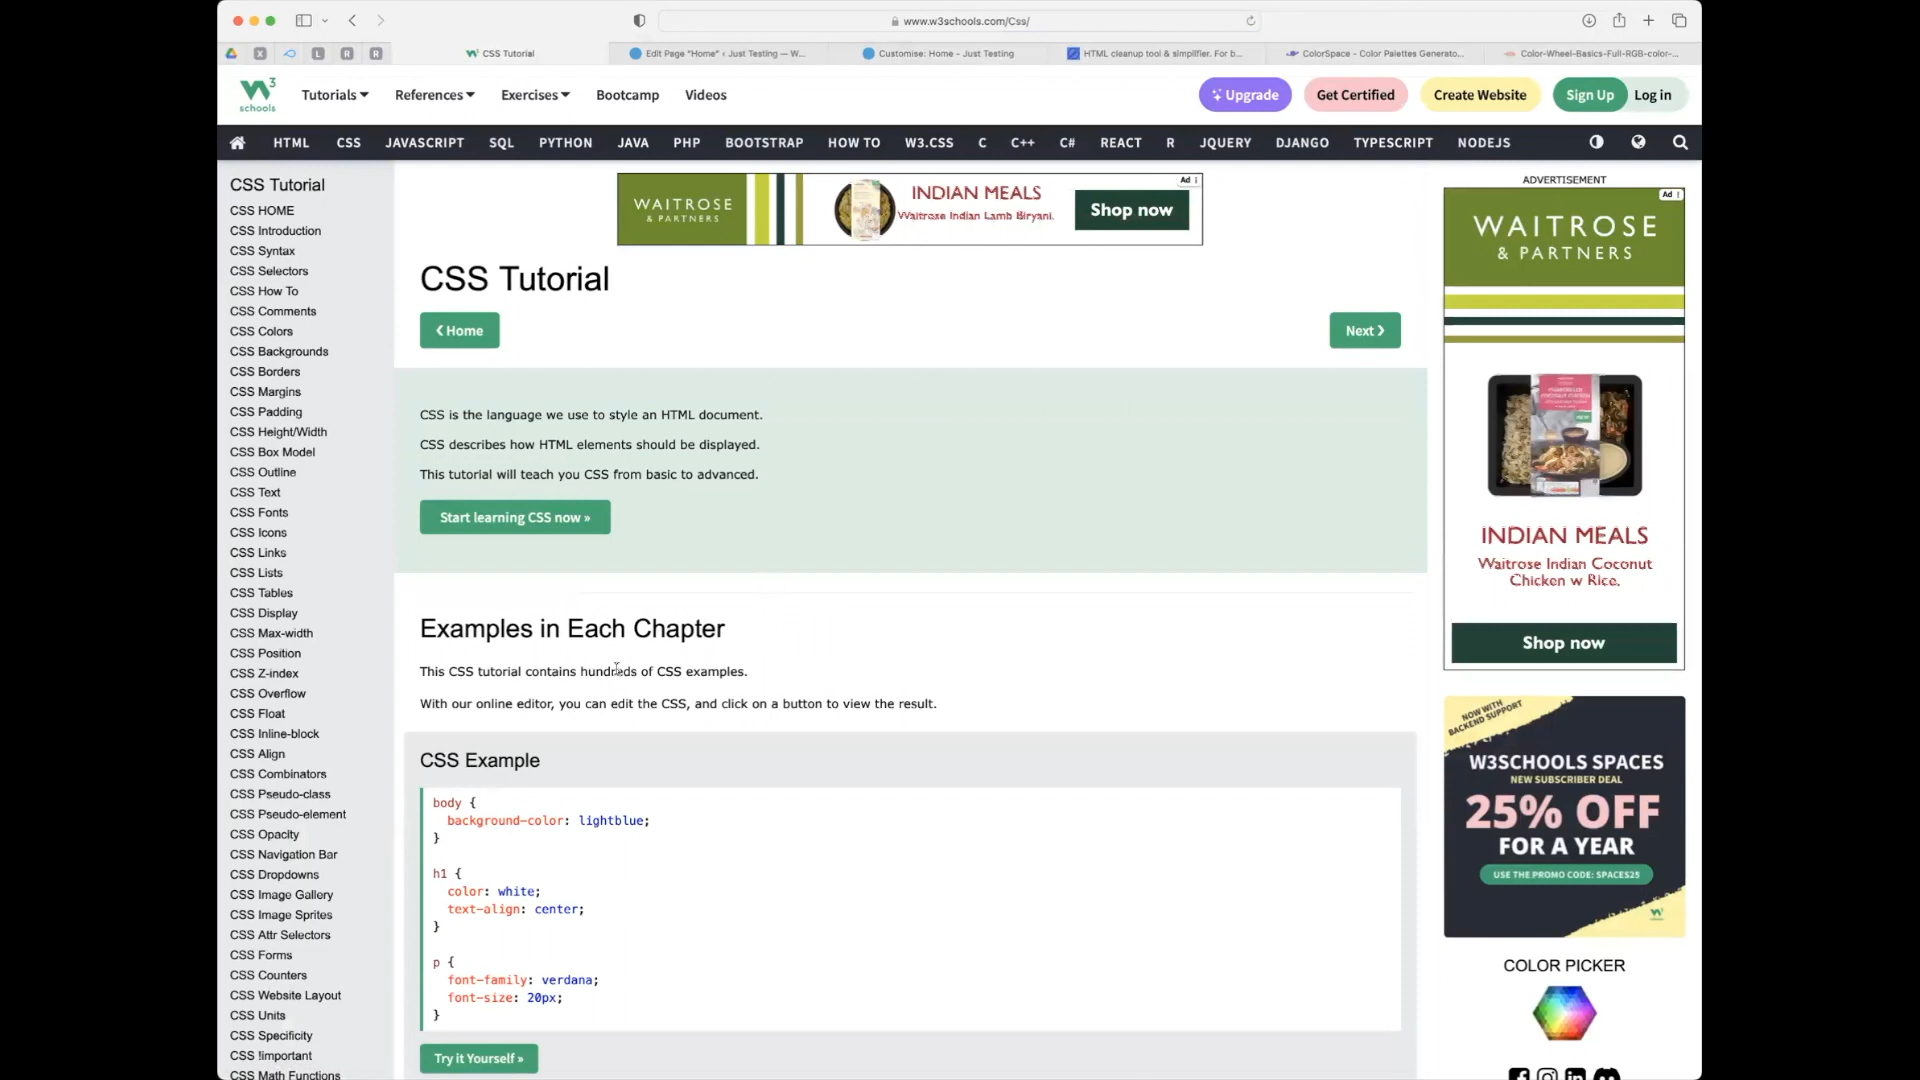 www.w3schools.com/Css/
X
L
R
R
CSS Tutorial
Edit Page "Home" ‹ Just Testing — W...
Customise: Home - Just Testing
HTML cleanup tool & simplifier. For b...
ColorSpace - Color Palettes Generato...
Color-Wheel-Basics-Full-RGB-color-...
W3
schools
Tutorials
References
Exercises
Bootcamp
Videos
Upgrade
Get Certified
Create Website
Sign Up
Log in
HTML
CSS
JAVASCRIPT
SQL
PYTHON
JAVA
PHP
BOOTSTRAP
HOW TO
W3.CSS
C
C++
C#
REACT
R
JQUERY
DJANGO
TYPESCRIPT
NODEJS
CSS Tutorial
CSS HOME
CSS Introduction
CSS Syntax
CSS Selectors
CSS How To
CSS Comments
CSS Colors
CSS Backgrounds
CSS Borders
CSS Margins
CSS Padding
CSS Height/Width
CSS Box Model
CSS Outline
CSS Text
CSS Fonts
CSS Icons
CSS Links
CSS Lists
CSS Tables
CSS Display
CSS Max-width
CSS Position
CSS Z-index
CSS Overflow
CSS Float
CSS Inline-block
CSS Align
CSS Combinators
CSS Pseudo-class
CSS Pseudo-element
CSS Opacity
CSS Navigation Bar
CSS Dropdowns
CSS Image Gallery
CSS Image Sprites
CSS Attr Selectors
CSS Forms
CSS Counters
CSS Website Layout
CSS Units
CSS Specificity
CSS !important
CSS Math Functions
WAITROSE
& PARTNERS
INDIAN MEALS
Waitrose Indian Lamb Biryani.
Shop now
Ad
CSS Tutorial
❮ Home
Next ❯
CSS is the language we use to style an HTML document.
CSS describes how HTML elements should be displayed.
This tutorial will teach you CSS from basic to advanced.
Start learning CSS now »
Examples in Each Chapter
This CSS tutorial contains hundreds of CSS examples.
With our online editor, you can edit the CSS, and click on a button to view the result.
CSS Example
body {
background-color: lightblue;
}
h1 {
color: white;
text-align: center;
}
p {
font-family: verdana;
font-size: 20px;
}
Try it Yourself »
ADVERTISEMENT
Ad
WAITROSE
& PARTNERS
INDIAN MEALS
Waitrose Indian Coconut
Chicken w Rice.
Shop now
NOW WITH
BACKEND SUPPORT
W3SCHOOLS SPACES
NEW SUBSCRIBER DEAL
25% OFF
FOR A YEAR
USE THE PROMO CODE: SPACES25
COLOR PICKER